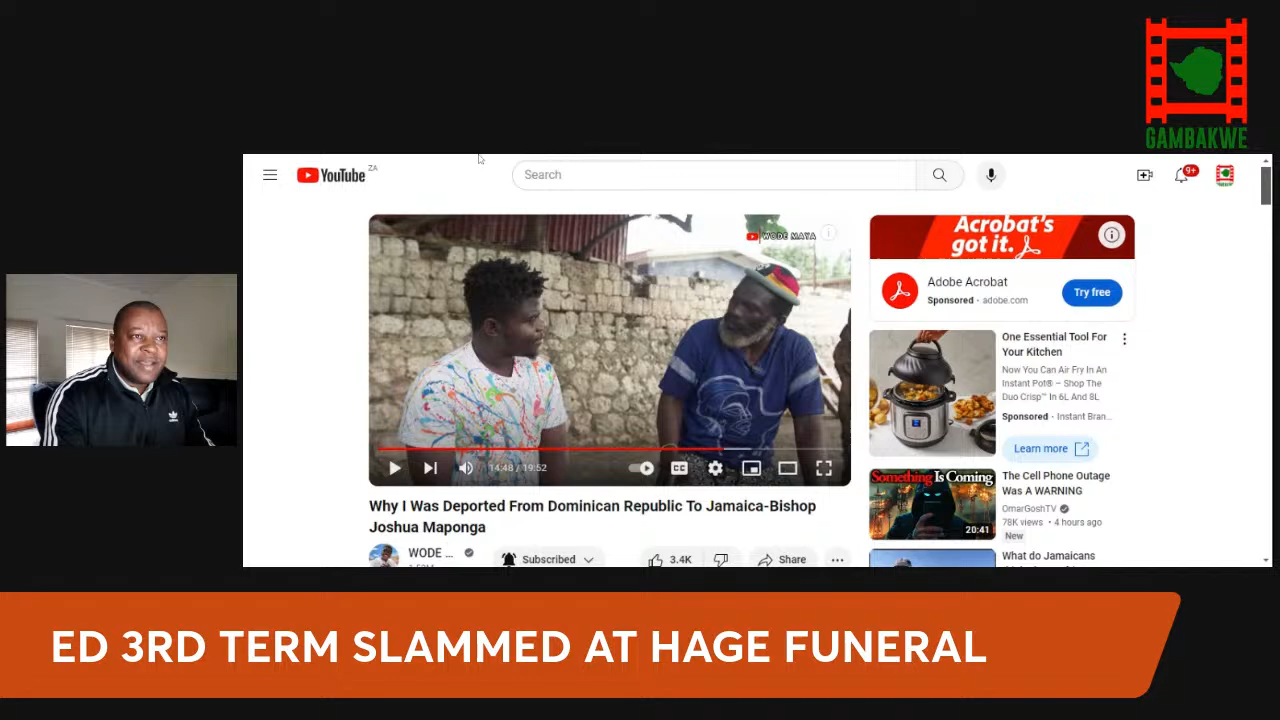 GAMBAKWE
YouTube
ZA
Search
9+
WODE MAYA
14:48 / 19:52
CC
Why I Was Deported From Dominican Republic To Jamaica-Bishop
Joshua Maponga
WODE ...
Subscribed
3.4K
Share
Acrobat's
got it.
Adobe Acrobat
Sponsored · adobe.com
Try free
One Essential Tool For
Your Kitchen
Now You Can Air Fry In An
Instant Pot® – Shop The
Duo Crisp™ In 6L And 8L
Sponsored · Instant Bran...
Learn more
Something Is Coming
20:41
The Cell Phone Outage
Was A WARNING
OmarGoshTV
78K views · 4 hours ago
New
What do Jamaicans
ED 3RD TERM SLAMMED AT HAGE FUNERAL